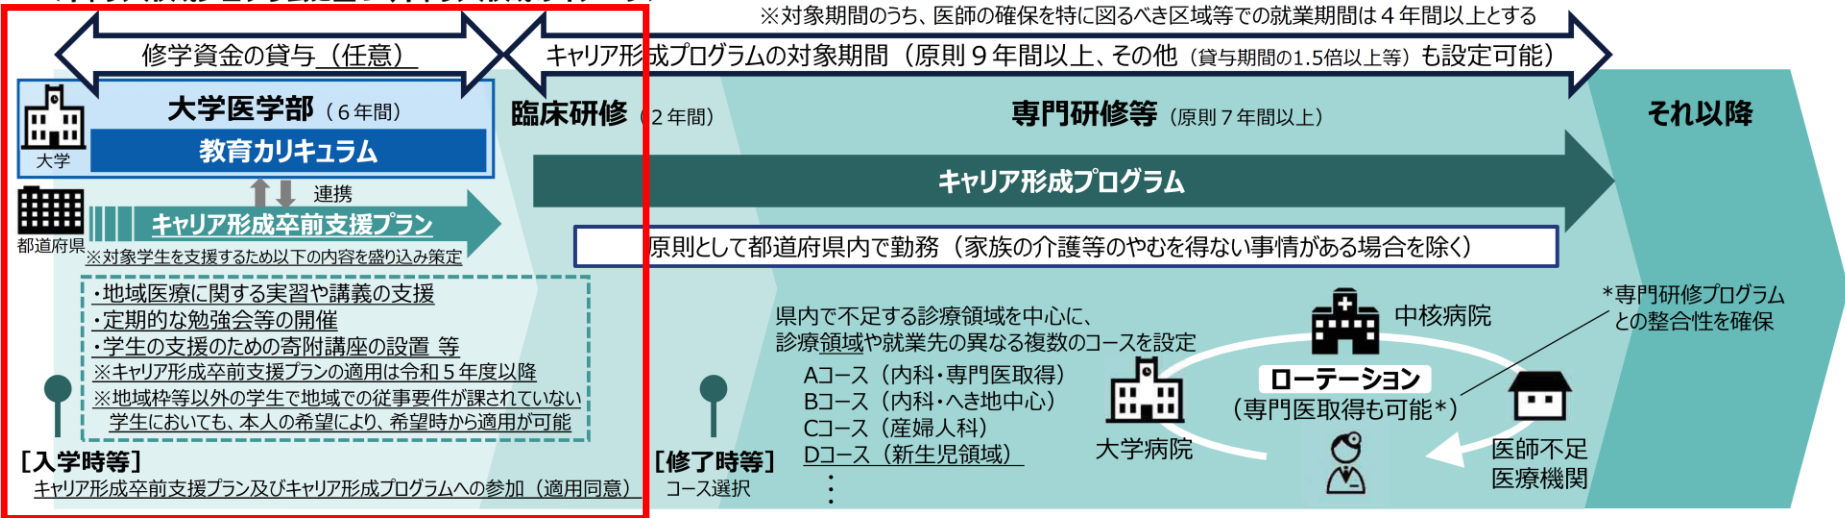 ※対象期間のうち、医師の確保を特に図るべき区域等での就業期間は４年間以上とする
修学資金の貸与（任意）
キャリア形成プログラムの対象期間（原則９年間以上、その他（貸与期間の1.5倍以上等）も設定可能）
大学医学部（６年間）
臨床研修（２年間）
専門研修等（原則７年間以上）
それ以降
大学
教育カリキュラム
連携
キャリア形成プログラム
都道府県
キャリア形成卒前支援プラン
※対象学生を支援するため以下の内容を盛り込み策定
原則として都道府県内で勤務（家族の介護等のやむを得ない事情がある場合を除く）
・地域医療に関する実習や講義の支援
・定期的な勉強会等の開催
・学生の支援のための寄附講座の設置 等
※キャリア形成卒前支援プランの適用は令和５年度以降
※地域枠等以外の学生で地域での従事要件が課されていない
学生においても、本人の希望により、希望時から適用が可能
［入学時等］
キャリア形成卒前支援プラン及びキャリア形成プログラムへの参加（適用同意）
［修了時等］
コース選択
県内で不足する診療領域を中心に、
診療領域や就業先の異なる複数のコースを設定
Aコース（内科・専門医取得）
Bコース（内科・へき地中心）
Cコース（産婦人科）
Dコース（新生児領域）
⋮
中核病院
＊専門研修プログラム
との整合性を確保
ローテーション
（専門医取得も可能＊）
大学病院
医師不足
医療機関